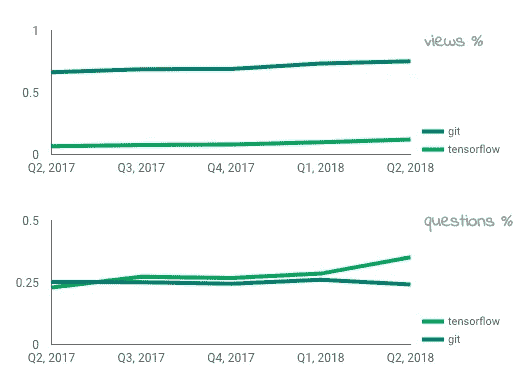 views %
1
0.5
0
Q2, 2017 Q3, 2017 Q4, 2017 Q1, 2018 Q2, 2018
git
tensorflow
questions %
0.5
0.25
0
Q2, 2017 Q3, 2017 Q4, 2017 Q1, 2018 Q2, 2018
tensorflow
git